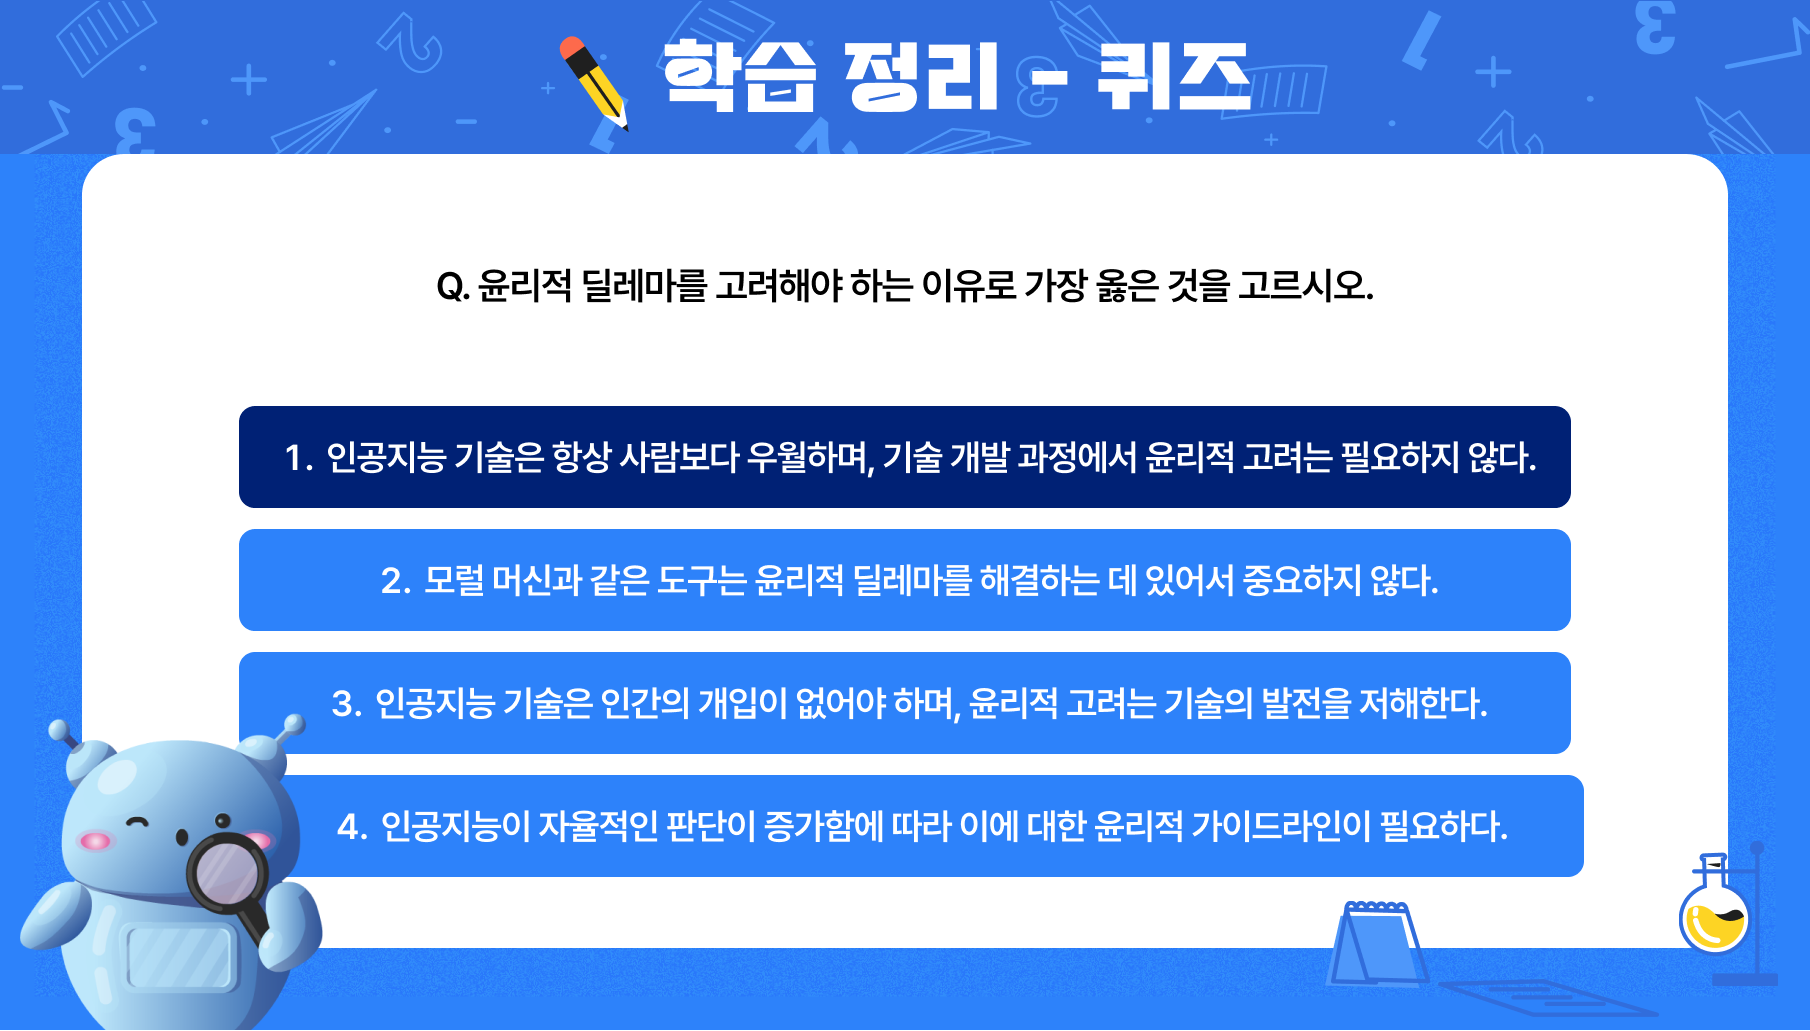 학습 정리 - 퀴즈
Q. 윤리적 딜레마를 고려해야 하는 이유로 가장 옳은 것을 고르시오.
1. 인공지능 기술은 항상 사람보다 우월하며, 기술 개발 과정에서 윤리적 고려는 필요하지 않다.
2. 모럴 머신과 같은 도구는 윤리적 딜레마를 해결하는 데 있어서 중요하지 않다.
3. 인공지능 기술은 인간의 개입이 없어야 하며, 윤리적 고려는 기술의 발전을 저해한다.
4. 인공지능이 자율적인 판단이 증가함에 따라 이에 대한 윤리적 가이드라인이 필요하다.